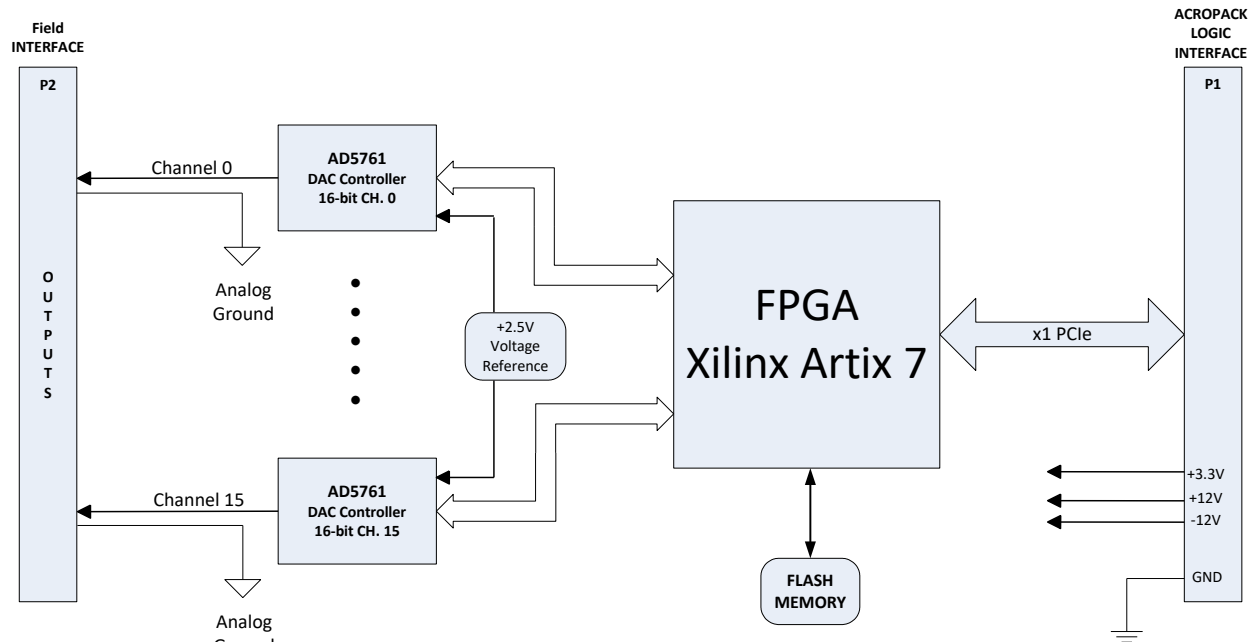 Field
INTERFACE
P2
O
U
T
P
U
T
S
Channel 0
Analog
Ground
AD5761
DAC Controller
16-bit CH. 0
+2.5V
Voltage
Reference
Channel 15
Analog
AD5761
DAC Controller
16-bit CH. 15
FPGA
Xilinx Artix 7
FLASH
MEMORY
x1 PCIe
ACROPACK
LOGIC
INTERFACE
P1
+3.3V
+12V
-12V
GND